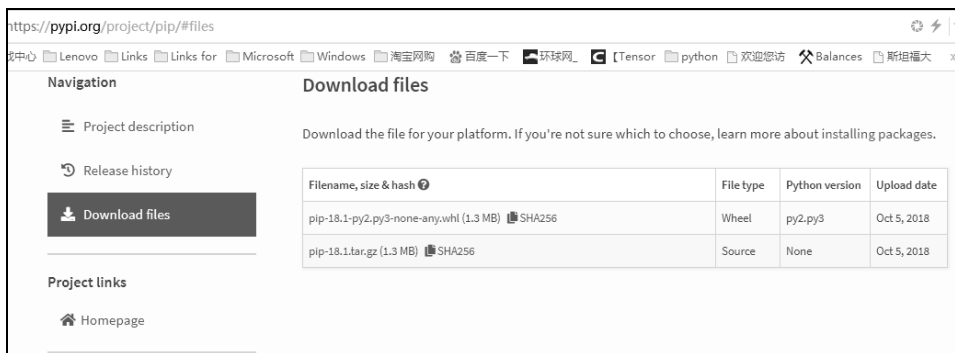 https://pypi.org/project/pip/#files
Lenovo Links Links for Microsoft Windows 淘宝网购 百度一下 环球网_ 【Tensor python 欢迎您访 Balances 斯坦福大
Navigation
Project description
Release history
Download files
Project links
Homepage
Download files
Download the file for your platform. If you're not sure which to choose, learn more about installing packages.
Filename, size & hash File type Python version Upload date
pip-18.1-py2.py3-none-any.whl (1.3 MB) SHA256 Wheel py2.py3 Oct 5, 2018
pip-18.1.tar.gz (1.3 MB) SHA256 Source None Oct 5, 2018